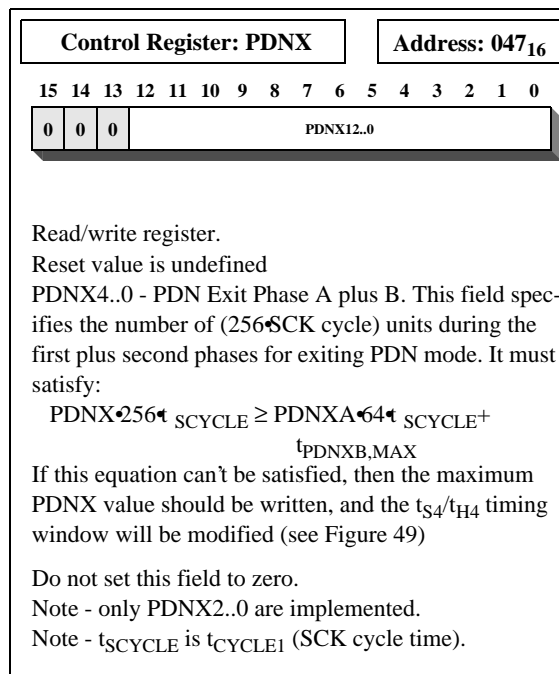 Control Register: PDNX
Address: 047₁₆
15 14 13 12 11 10 9 8 7 6 5 4 3 2 1 0
0 0 0 PDNX12..0
Read/write register.
Reset value is undefined
PDNX4..0 - PDN Exit Phase A plus B. This field spec-
ifies the number of (256•SCK cycle) units during the
first plus second phases for exiting PDN mode. It must
satisfy:
PDNX•256•t SCYCLE ≥ PDNXA•64•t SCYCLE+
tPDNXB,MAX
If this equation can't be satisfied, then the maximum
PDNX value should be written, and the tS4/tH4 timing
window will be modified (see Figure 49)
Do not set this field to zero.
Note - only PDNX2..0 are implemented.
Note - tSCYCLE is tCYCLE1 (SCK cycle time).